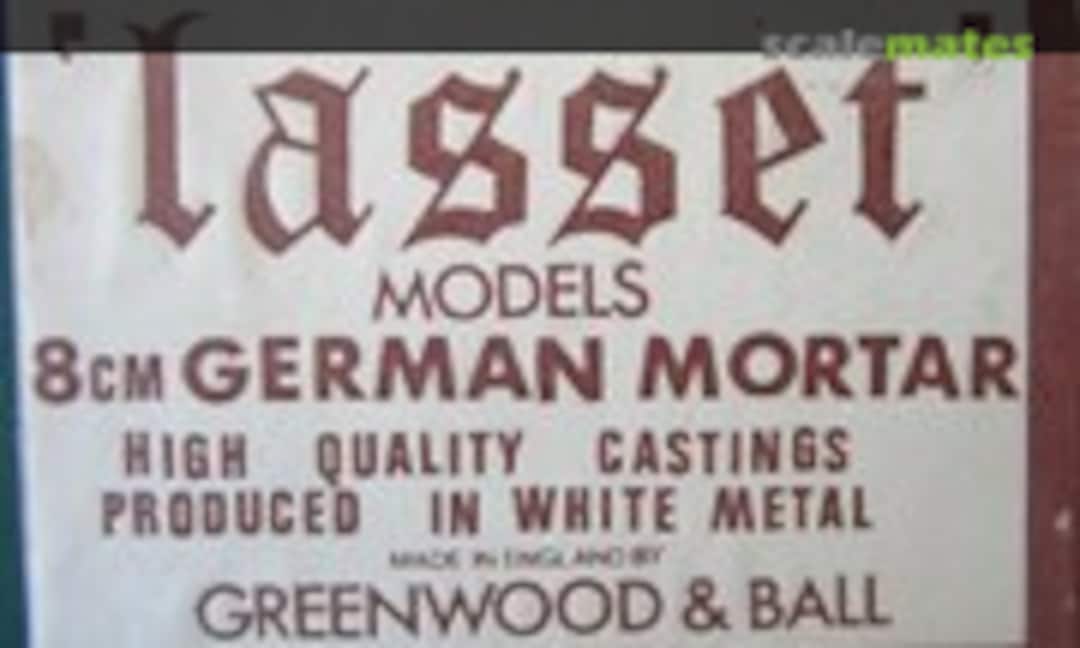 scalemates
'lasset'
MODELS
8CM GERMAN MORTAR
HIGH QUALITY CASTINGS
PRODUCED IN WHITE METAL
MADE IN ENGLAND BY
GREENWOOD & BALL